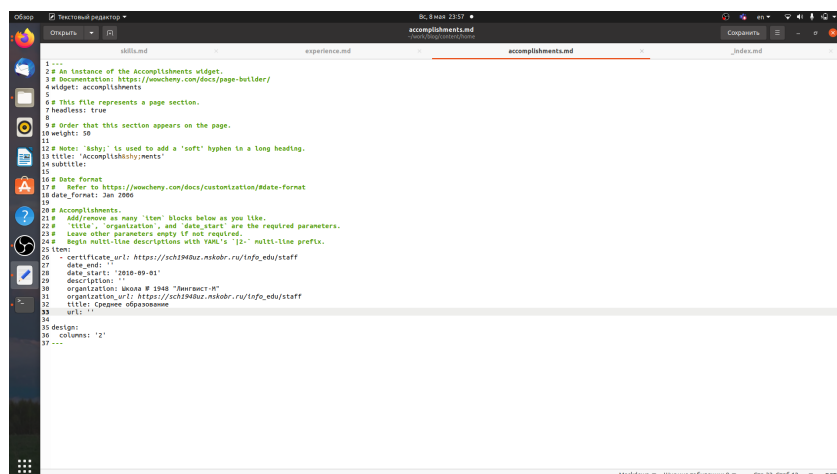 Обзор Текстовый редактор Вс, 8 мая 23:57 en
Открыть accomplishments.md Сохранить
~/work/blog/content/home
skills.md experience.md accomplishments.md _index.md
1 ---
2 # An instance of the Accomplishments widget.
3 # Documentation: https://wowchemy.com/docs/page-builder/
4 widget: accomplishments
5
6 # This file represents a page section.
7 headless: true
8
9 # Order that this section appears on the page.
10 weight: 50
11
12 # Note: `&shy;` is used to add a 'soft' hyphen in a long heading.
13 title: 'Accomplish&shy;ments'
14 subtitle:
15
16 # Date format
17 #   Refer to https://wowchemy.com/docs/customization/#date-format
18 date_format: Jan 2006
19
20 # Accomplishments.
21 #   Add/remove as many `item` blocks below as you like.
22 #   `title`, `organization`, and `date_start` are the required parameters.
23 #   Leave other parameters empty if not required.
24 #   Begin multi-line descriptions with YAML's `|2-` multi-line prefix.
25 item:
26   - certificate_url: https://sch1948uz.mskobr.ru/info_edu/staff
27     date_end: ''
28     date_start: '2010-09-01'
29     description: ''
30     organization: Школа № 1948 "Лингвист-М"
31     organization_url: https://sch1948uz.mskobr.ru/info_edu/staff
32     title: Среднее образование
33     url: ''
34
35 design:
36   columns: '2'
37 ---